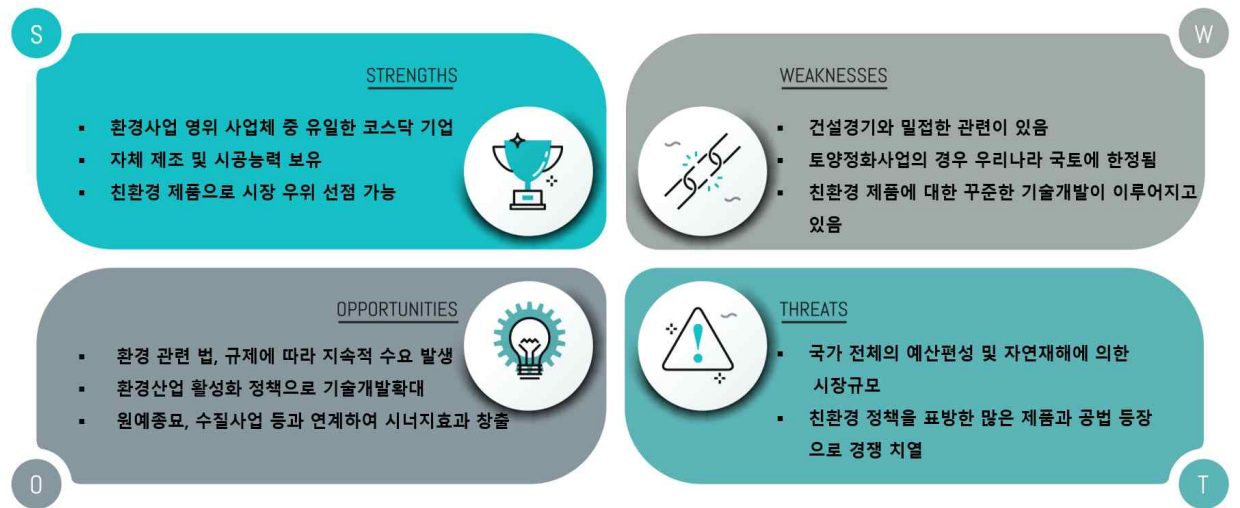 S
STRENGTHS
▪ 환경사업 영위 사업체 중 유일한 코스닥 기업
▪ 자체 제조 및 시공능력 보유
▪ 친환경 제품으로 시장 우위 선점 가능
W
WEAKNESSES
▪ 건설경기와 밀접한 관련이 있음
▪ 토양정화사업의 경우 우리나라 국토에 한정됨
▪ 친환경 제품에 대한 꾸준한 기술개발이 이루어지고
있음
OPPORTUNITIES
▪ 환경 관련 법, 규제에 따라 지속적 수요 발생
▪ 환경산업 활성화 정책으로 기술개발확대
▪ 원예종묘, 수질사업 등과 연계하여 시너지효과 창출
O
THREATS
▪ 국가 전체의 예산편성 및 자연재해에 의한
시장규모
▪ 친환경 정책을 표방한 많은 제품과 공법 등장
으로 경쟁 치열
T